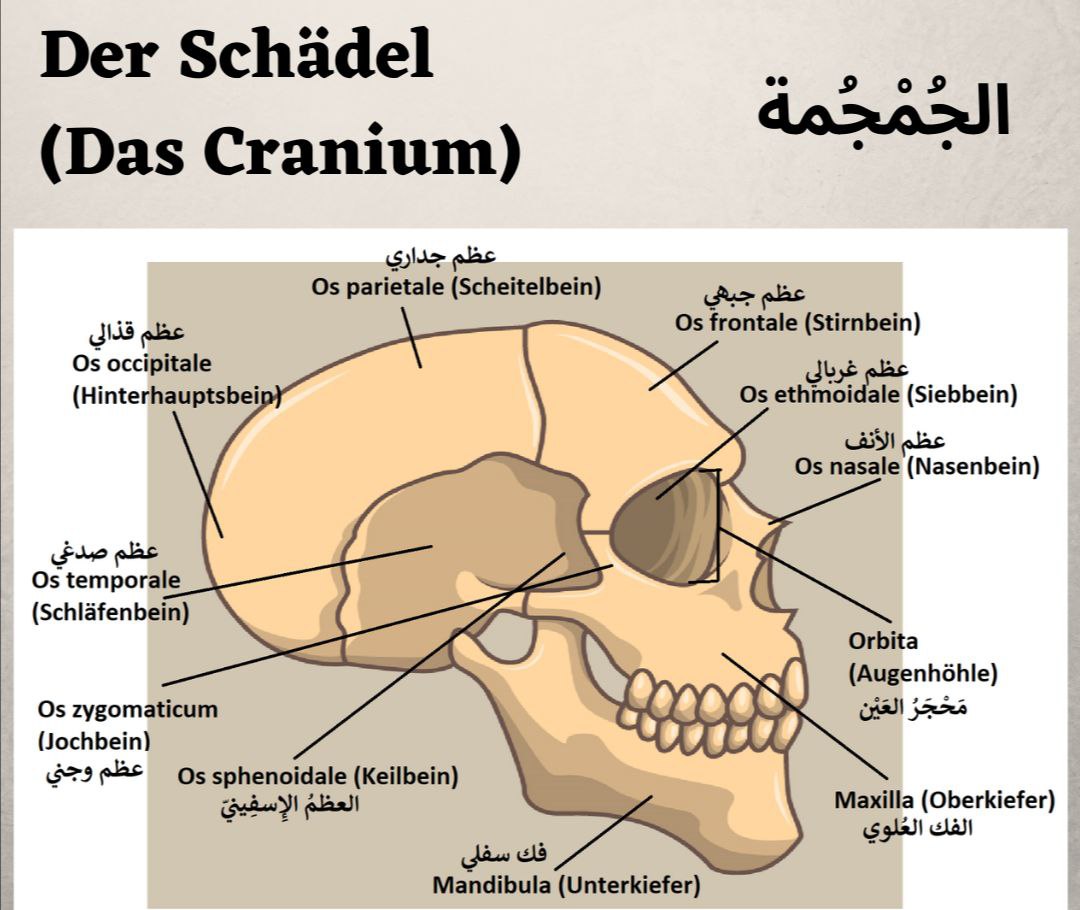 Der Schädel
(Das Cranium)
الجُمْجُمة
عظم جداري
Os parietale (Scheitelbein)
عظم جبهي
Os frontale (Stirnbein)
عظم قذالي
Os occipitale
(Hinterhauptsbein)
عظم غربالي
Os ethmoidale (Siebbein)
عظم الأنف
Os nasale (Nasenbein)
عظم صدغي
Os temporale
(Schläfenbein)
Orbita
(Augenhöhle)
مَحْجَرُ العَيْن
Os zygomaticum
(Jochbein)
عظم وجني
Os sphenoidale (Keilbein)
العظمُ الإسفِينيّ
Maxilla (Oberkiefer)
الفك العُلوي
فك سفلي
Mandibula (Unterkiefer)